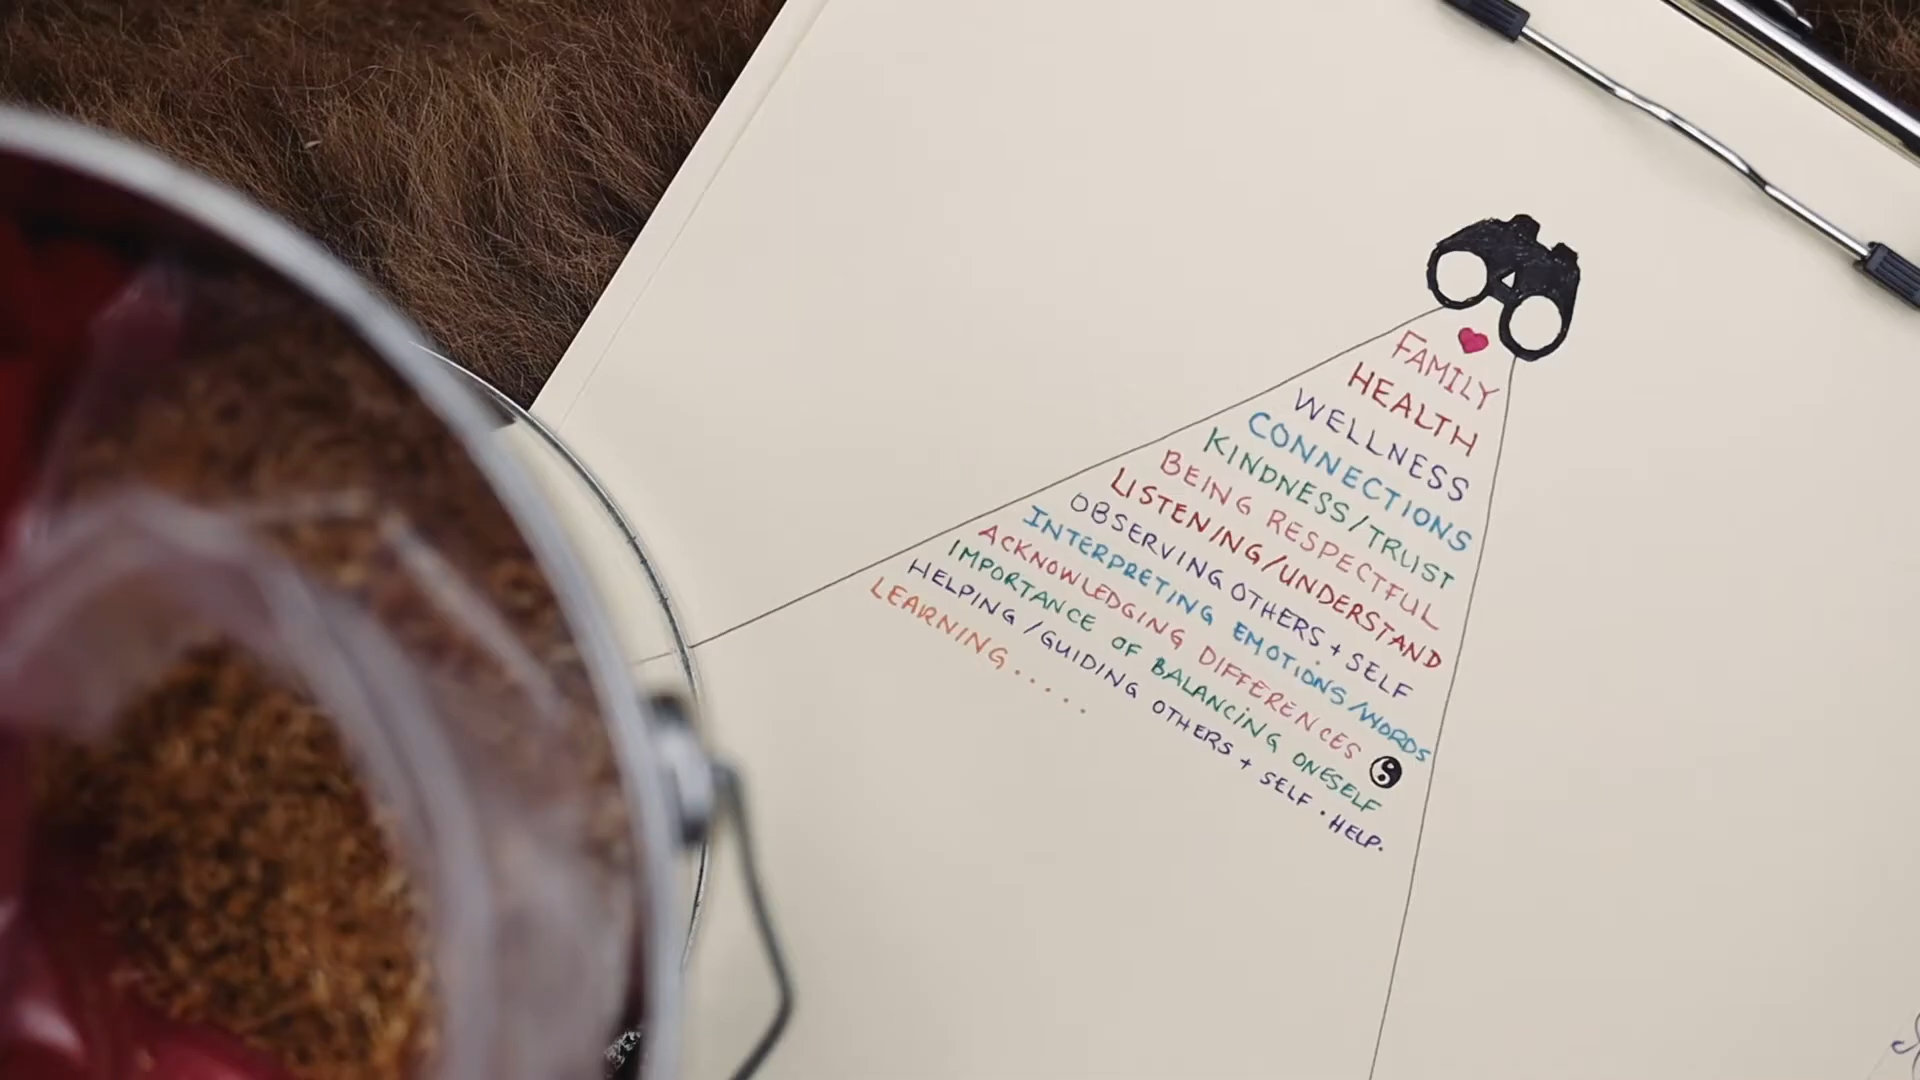 FAMILY
HEALTH
WELLNESS
CONNECTIONS
KINDNESS/TRUST
BEING RESPECTFUL
LISTENING/UNDERSTAND
OBSERVING OTHERS + SELF
INTERPRETING EMOTIONS/WORDS
ACKNOWLEDGING DIFFERENCES
IMPORTANCE OF BALANCING ONESELF
HELPING/GUIDING OTHERS + SELF·HELP.
LEARNING.....